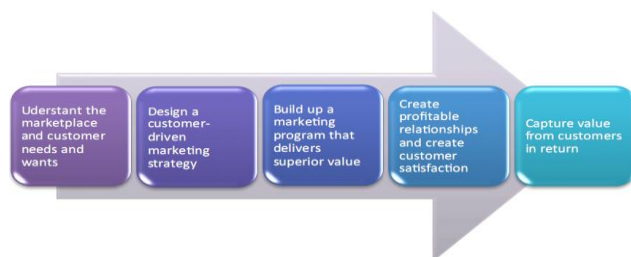 Uderstant the
marketplace
and customer
needs and
wants
Design a
customer-
driven
marketing
strategy
Build up a
marketing
program that
delivers
superior value
Create
profitable
relationships
and create
customer
satisfaction
Capture value
from customers
in return